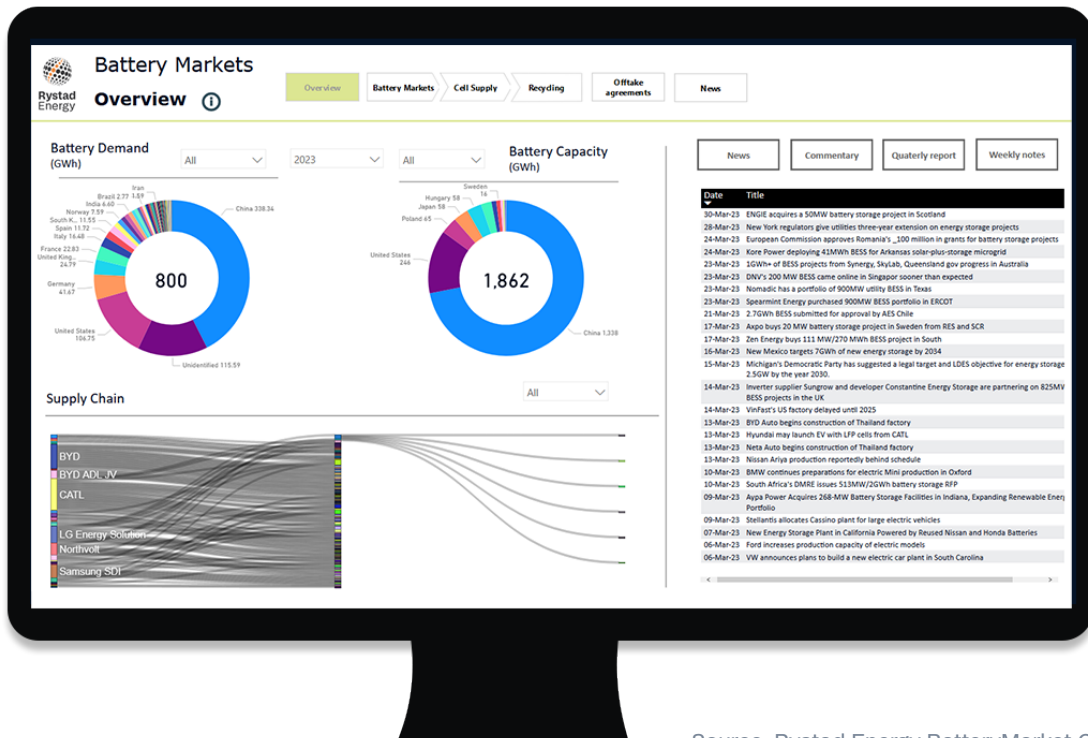 Battery Markets
Rystad
Energy
Overview
Overview
Battery Markets
Cell Supply
Recycling
Offtake
agreements
News
Battery Demand
(GWh)
All
2023
All
Battery Capacity
(GWh)
Iran
1.59
Brazil 2.77
India 6.60
Norway 7.59
South K... 11.55
Spain 11.72
Italy 16.48
France 22.83
United King...
24.79
Germany
41.67
United States
106.75
Unidentified 115.59
China 338.34
800
Sweden
16
Hungary 58
Japan 58
Poland 65
United States
246
China 1,338
1,862
Supply Chain
All
BYD
BYD ADL JV
CATL
LG Energy Solution
Northvolt
Samsung SDI
News
Commentary
Quaterly report
Weekly notes
Date Title
30-Mar-23 ENGIE acquires a 50MW battery storage project in Scotland
28-Mar-23 New York regulators give utilities three-year extension on energy storage projects
24-Mar-23 European Commission approves Romania's _100 million in grants for battery storage projects
24-Mar-23 Kore Power deploying 41MWh BESS for Arkansas solar-plus-storage microgrid
23-Mar-23 1GWh+ of BESS projects from Synergy, SkyLab, Queensland gov progress in Australia
23-Mar-23 DNV's 200 MW BESS came online in Singapor sooner than expected
23-Mar-23 Nomadic has a portfolio of 900MW utility BESS in Texas
23-Mar-23 Spearmint Energy purchased 900MW BESS portfolio in ERCOT
21-Mar-23 2.7GWh BESS submitted for approval by AES Chile
17-Mar-23 Axpo buys 20 MW battery storage project in Sweden from RES and SCR
17-Mar-23 Zen Energy buys 111 MW/270 MWh BESS project in South
16-Mar-23 New Mexico targets 7GWh of new energy storage by 2034
15-Mar-23 Michigan's Democratic Party has suggested a legal target and LDES objective for energy storage
2.5GW by the year 2030.
14-Mar-23 Inverter supplier Sungrow and developer Constantine Energy Storage are partnering on 825MW
BESS projects in the UK
14-Mar-23 VinFast's US factory delayed until 2025
13-Mar-23 BYD Auto begins construction of Thailand factory
13-Mar-23 Hyundai may launch EV with LFP cells from CATL
13-Mar-23 Neta Auto begins construction of Thailand factory
13-Mar-23 Nissan Ariya production reportedly behind schedule
10-Mar-23 BMW continues preparations for electric Mini production in Oxford
10-Mar-23 South Africa's DMRE issues 513MW/2GWh battery storage RFP
09-Mar-23 Aypa Power Acquires 268-MW Battery Storage Facilities in Indiana, Expanding Renewable Energ
Portfolio
09-Mar-23 Stellantis allocates Cassino plant for large electric vehicles
07-Mar-23 New Energy Storage Plant in California Powered by Reused Nissan and Honda Batteries
06-Mar-23 Ford increases production capacity of electric models
06-Mar-23 VW announces plans to build a new electric car plant in South Carolina